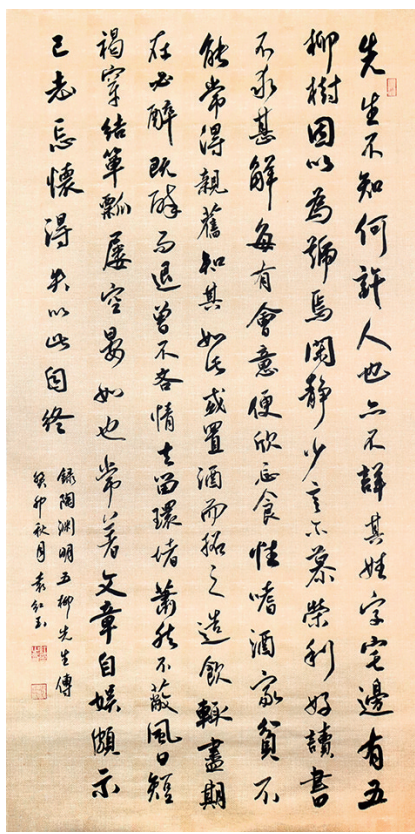 先生不知何許人也亦不詳其姓字宅邊有五
柳樹因以為號焉閑靜少言不慕榮利好讀書
不求甚解每有會意便欣忘食性嗜酒家貧不
能常得親舊知其如此或置酒而招之造飲輒盡期
在必醉既醉而退曾不吝情去留環堵蕭然不蔽風日短
褐穿結簞瓢屢空晏如也常著文章自娛頗示
己志忘懷得失以此自終
錄陶淵明五柳先生傳
癸卯秋月袁